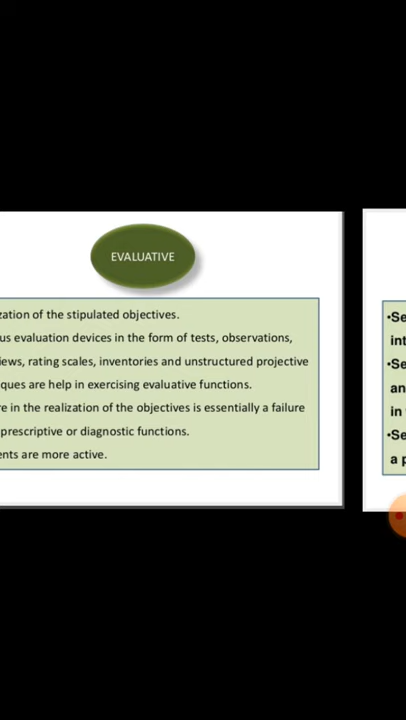 EVALUATIVE
zation of the stipulated objectives.
us evaluation devices in the form of tests, observations,
iews, rating scales, inventories and unstructured projective
ques are help in exercising evaluative functions.
re in the realization of the objectives is essentially a failure
prescriptive or diagnostic functions.
ents are more active.
•Se
int
•Se
an
in
•Se
a p